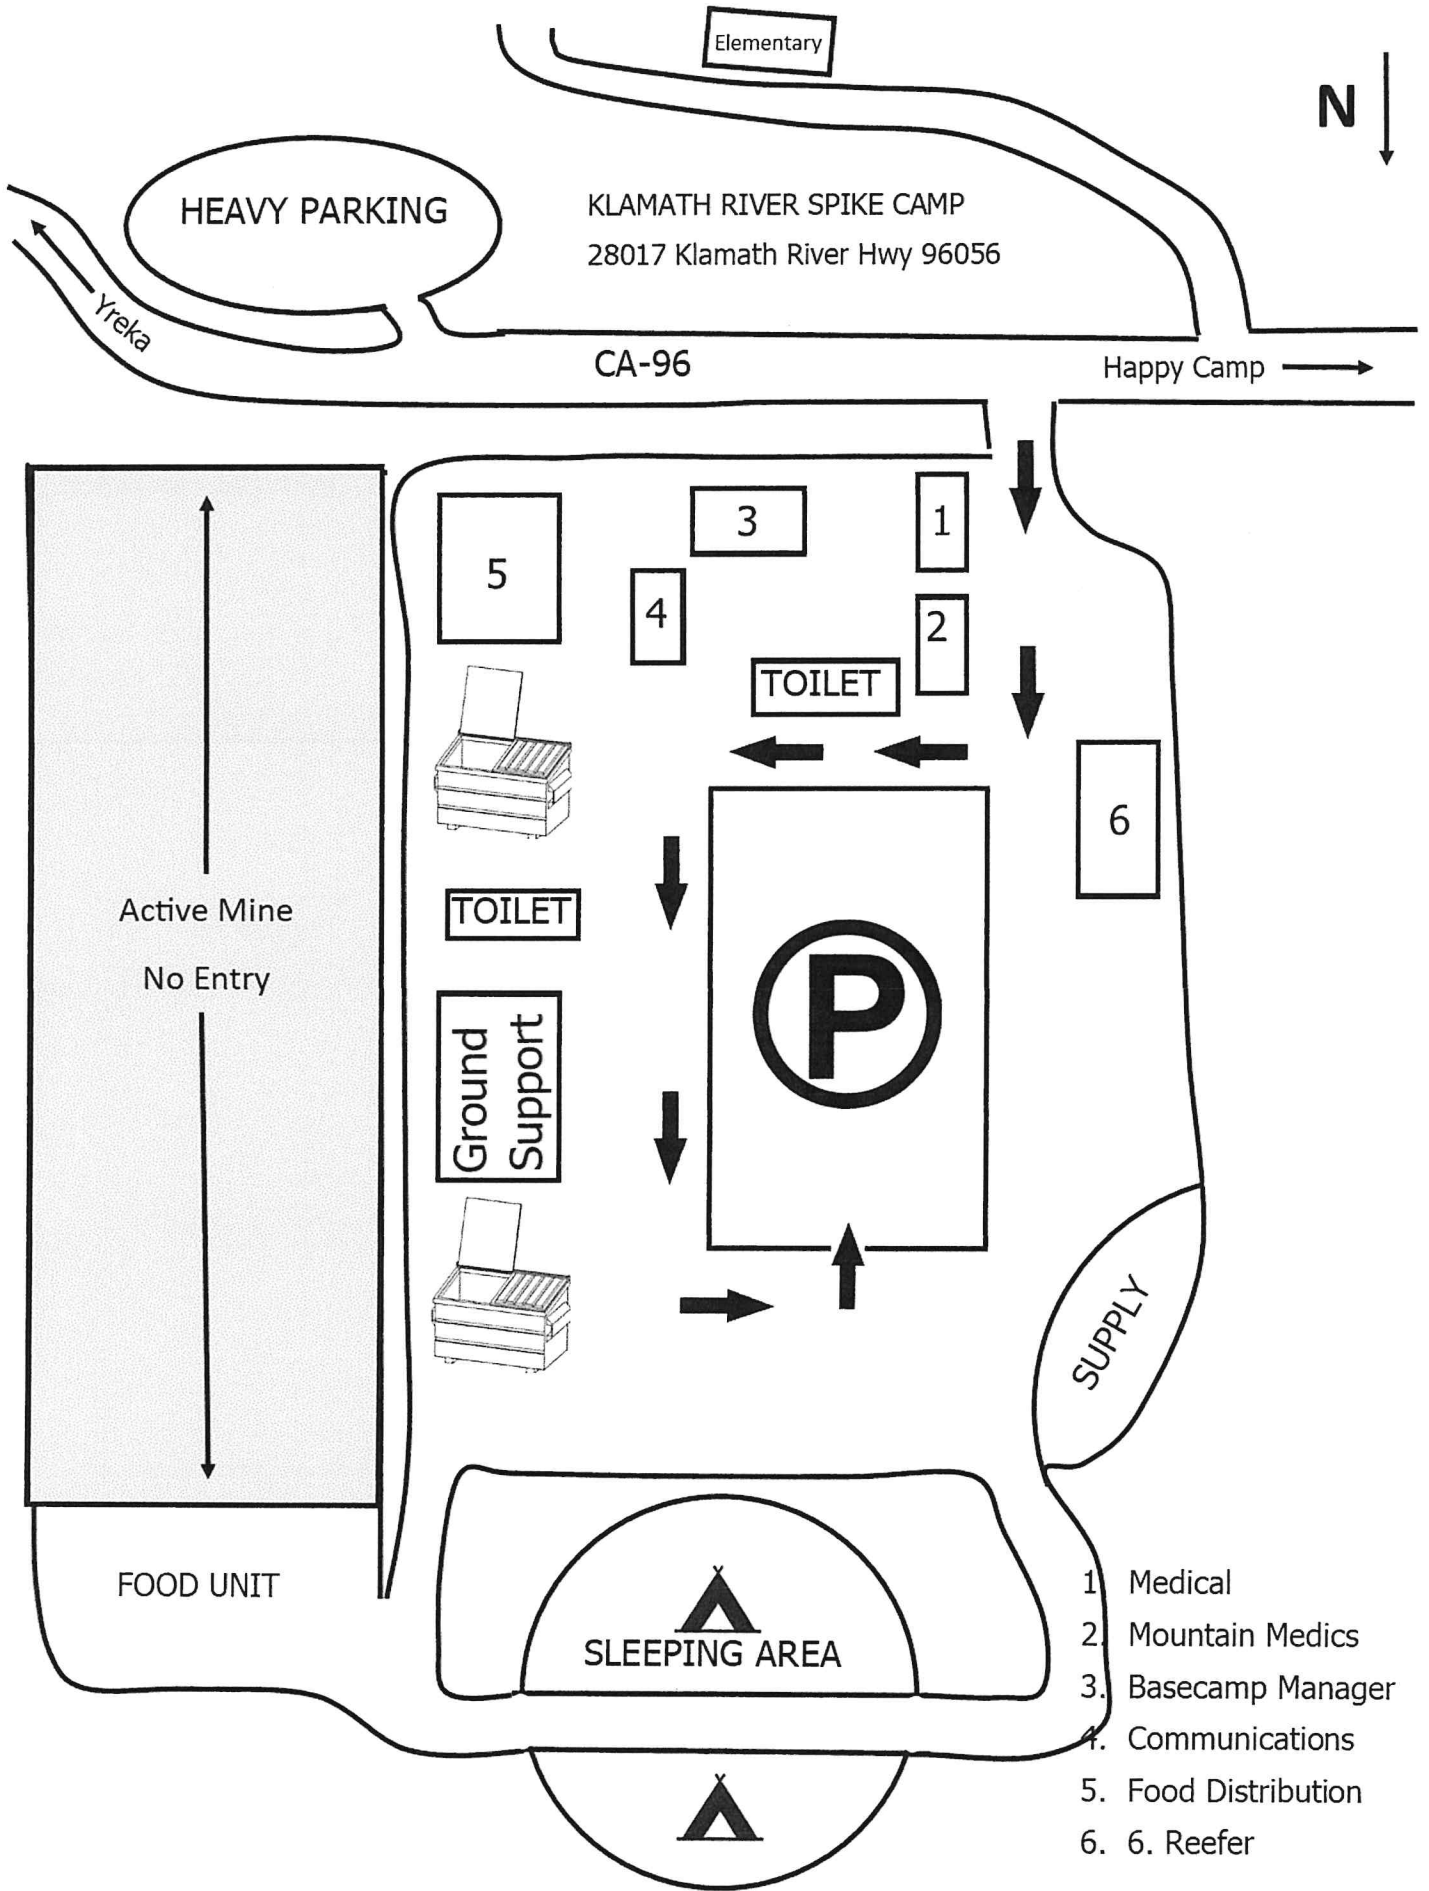 Elementary
N
HEAVY PARKING
KLAMATH RIVER SPIKE CAMP
28017 Klamath River Hwy 96056
Yreka
CA-96
Happy Camp
1
3
5
4
2
TOILET
6
Active Mine
No Entry
TOILET
P
Ground
Support
SUPPLY
FOOD UNIT
SLEEPING AREA
1. Medical
2. Mountain Medics
3. Basecamp Manager
4. Communications
5. Food Distribution
6. 6. Reefer